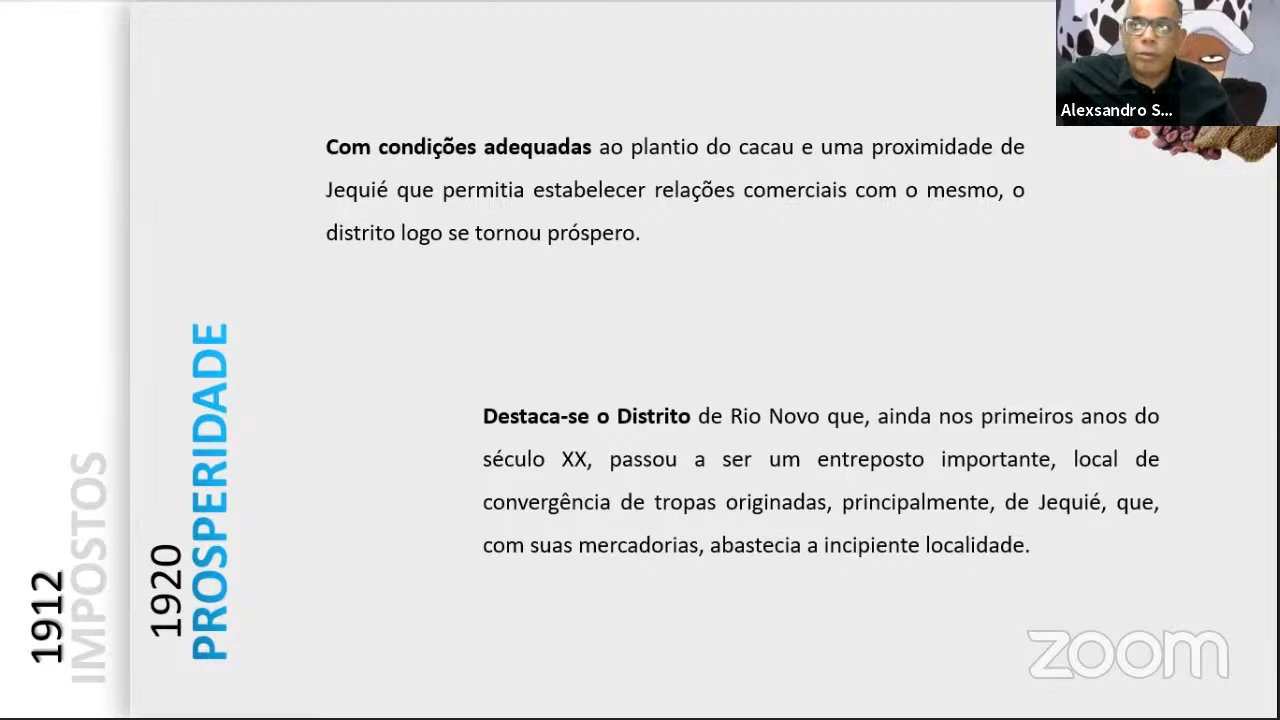 Alexsandro S...
Com condições adequadas ao plantio do cacau e uma proximidade de
Jequié que permitia estabelecer relações comerciais com o mesmo, o
distrito logo se tornou próspero.
Destaca-se o Distrito de Rio Novo que, ainda nos primeiros anos do
século XX, passou a ser um entreposto importante, local de
convergência de tropas originadas, principalmente, de Jequié, que,
com suas mercadorias, abastecia a incipiente localidade.
1912
IMPOSTOS
1920
PROSPERIDADE
zoom